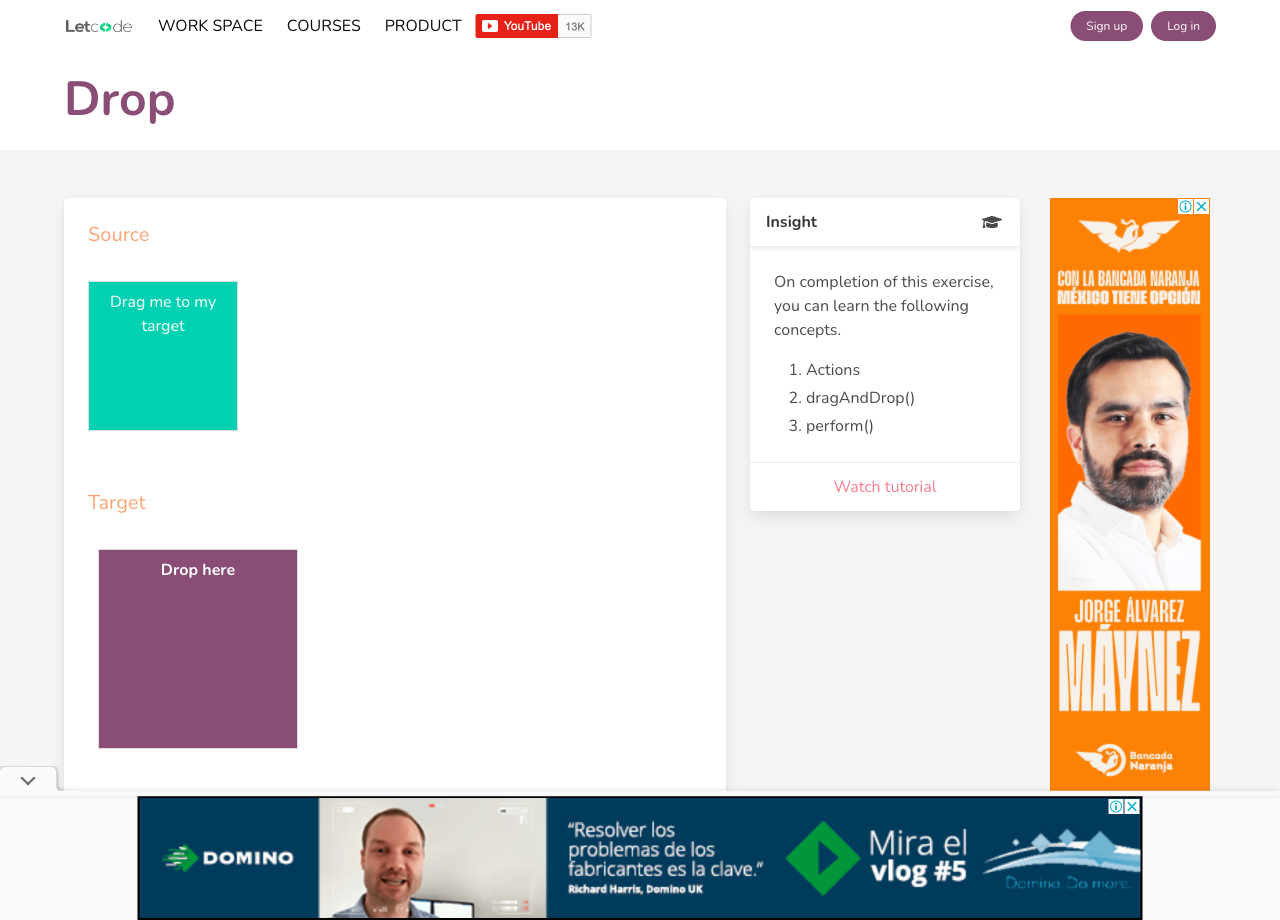 Letcode
WORK SPACE
COURSES
PRODUCT
YouTube
13K
Sign up
Log in
Drop
Source
Drag me to my
target
Target
Drop here
Insight
On completion of this exercise,
you can learn the following
concepts.
1. Actions
2. dragAndDrop()
3. perform()
Watch tutorial
CON LA BANCADA NARANJA
MÉXICO TIENE OPCIÓN
JORGE ÁLVAREZ
MÁYNEZ
Bancada
Naranja
DOMINO
“Resolver los
problemas de los
fabricantes es la clave.”
Richard Harris, Domino UK
Mira el
vlog #5
Domino. Do more.